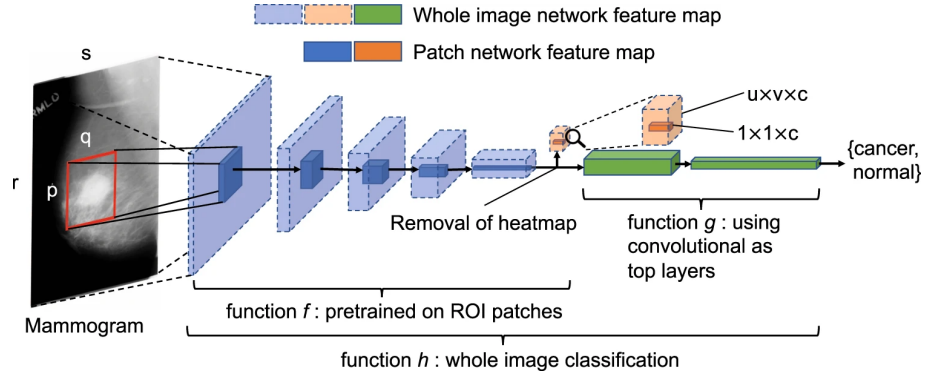 Whole image network feature map
Patch network feature map
s
RMLO
q
r
p
Mammogram
u×v×c
1×1×c
{cancer,
normal}
Removal of heatmap
function g : using
convolutional as
top layers
function f : pretrained on ROI patches
function h : whole image classification